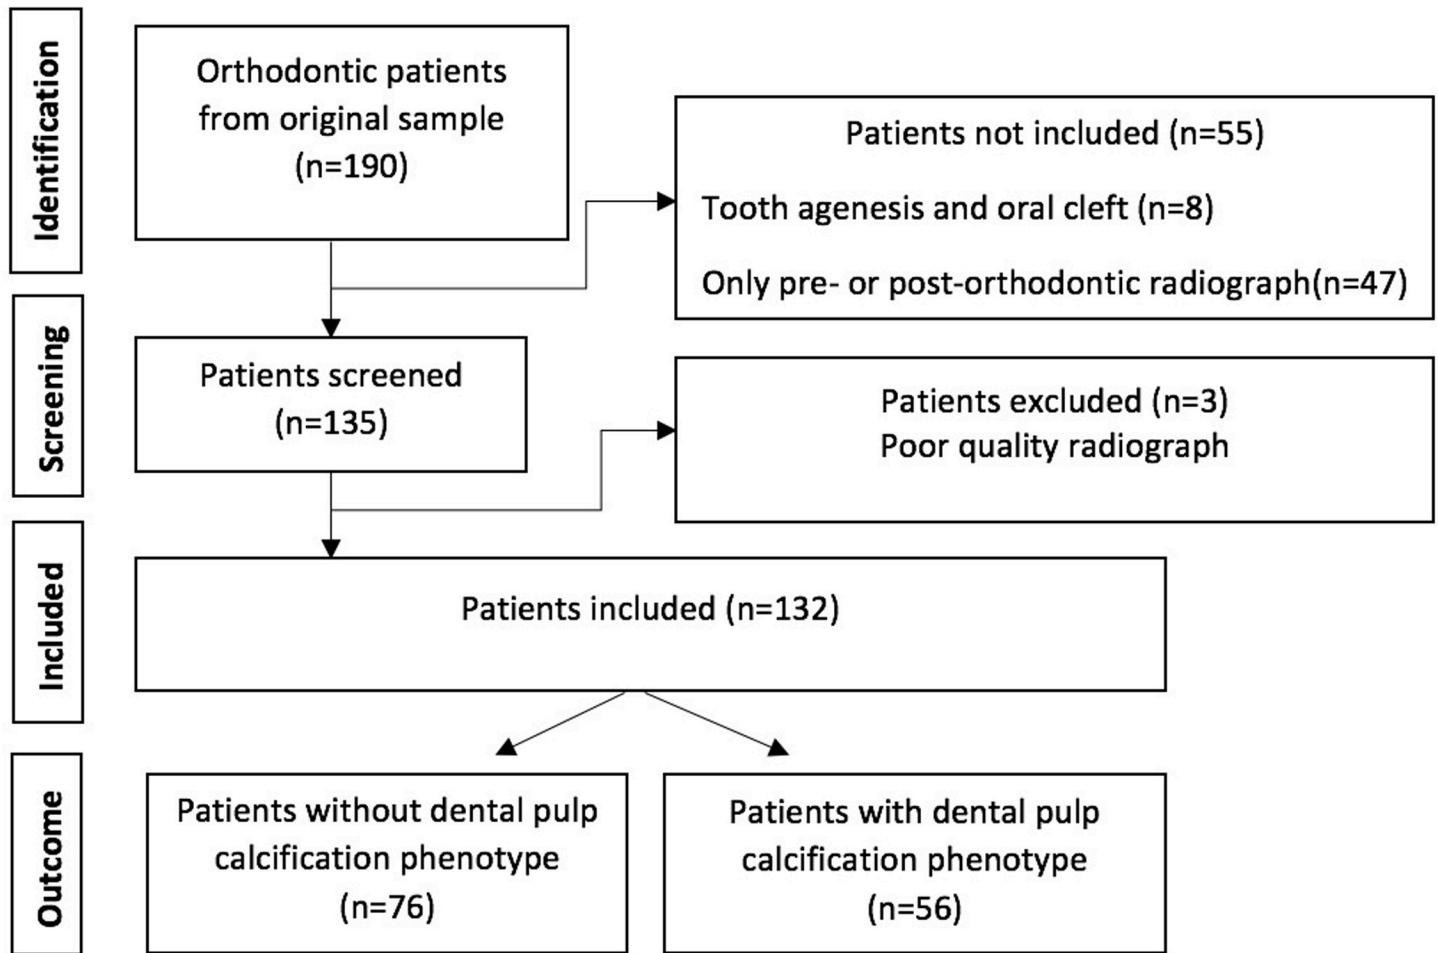 Identification
Orthodontic patients
from original sample
(n=190)
Patients not included (n=55)
Tooth agenesis and oral cleft (n=8)
Only pre- or post-orthodontic radiograph(n=47)
Screening
Patients screened
(n=135)
Patients excluded (n=3)
Poor quality radiograph
Included
Patients included (n=132)
Outcome
Patients without dental pulp
calcification phenotype
(n=76)
Patients with dental pulp
calcification phenotype
(n=56)